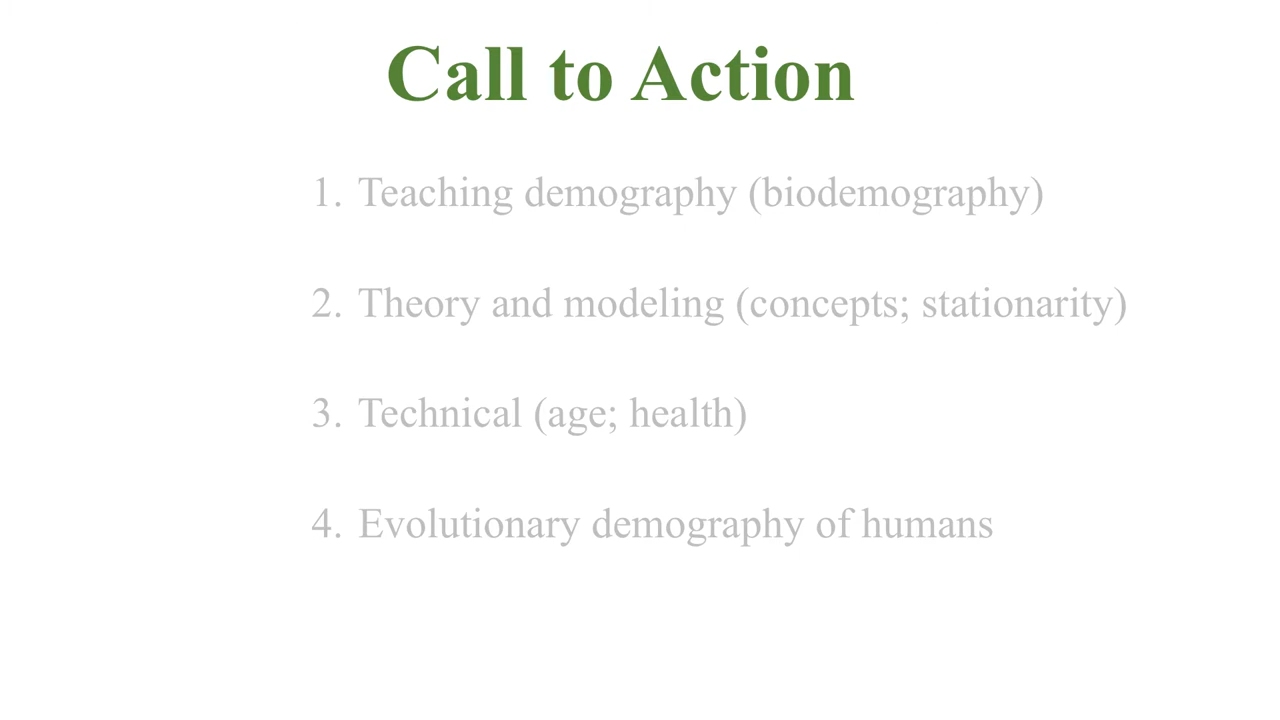 Call to Action
1. Teaching demography (biodemography)
2. Theory and modeling (concepts; stationarity)
3. Technical (age; health)
4. Evolutionary demography of humans